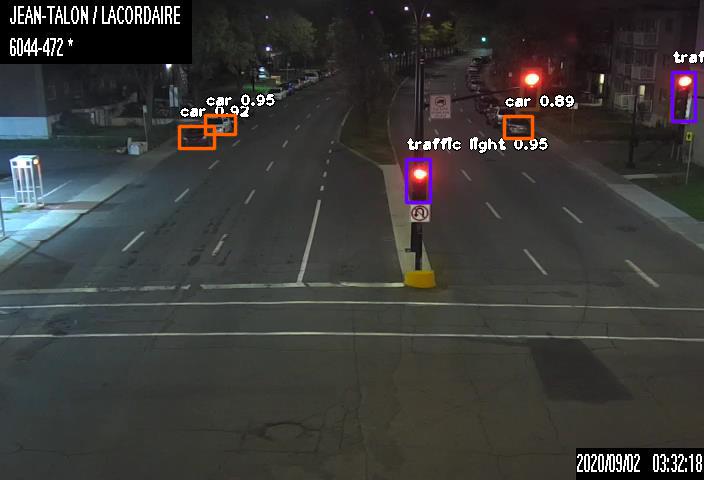 JEAN-TALON / LACORDAIRE
6044-472 *
traf
car 0.95
car 0.92
car 0.89
traffic light 0.95
2020/09/02 03:32:18